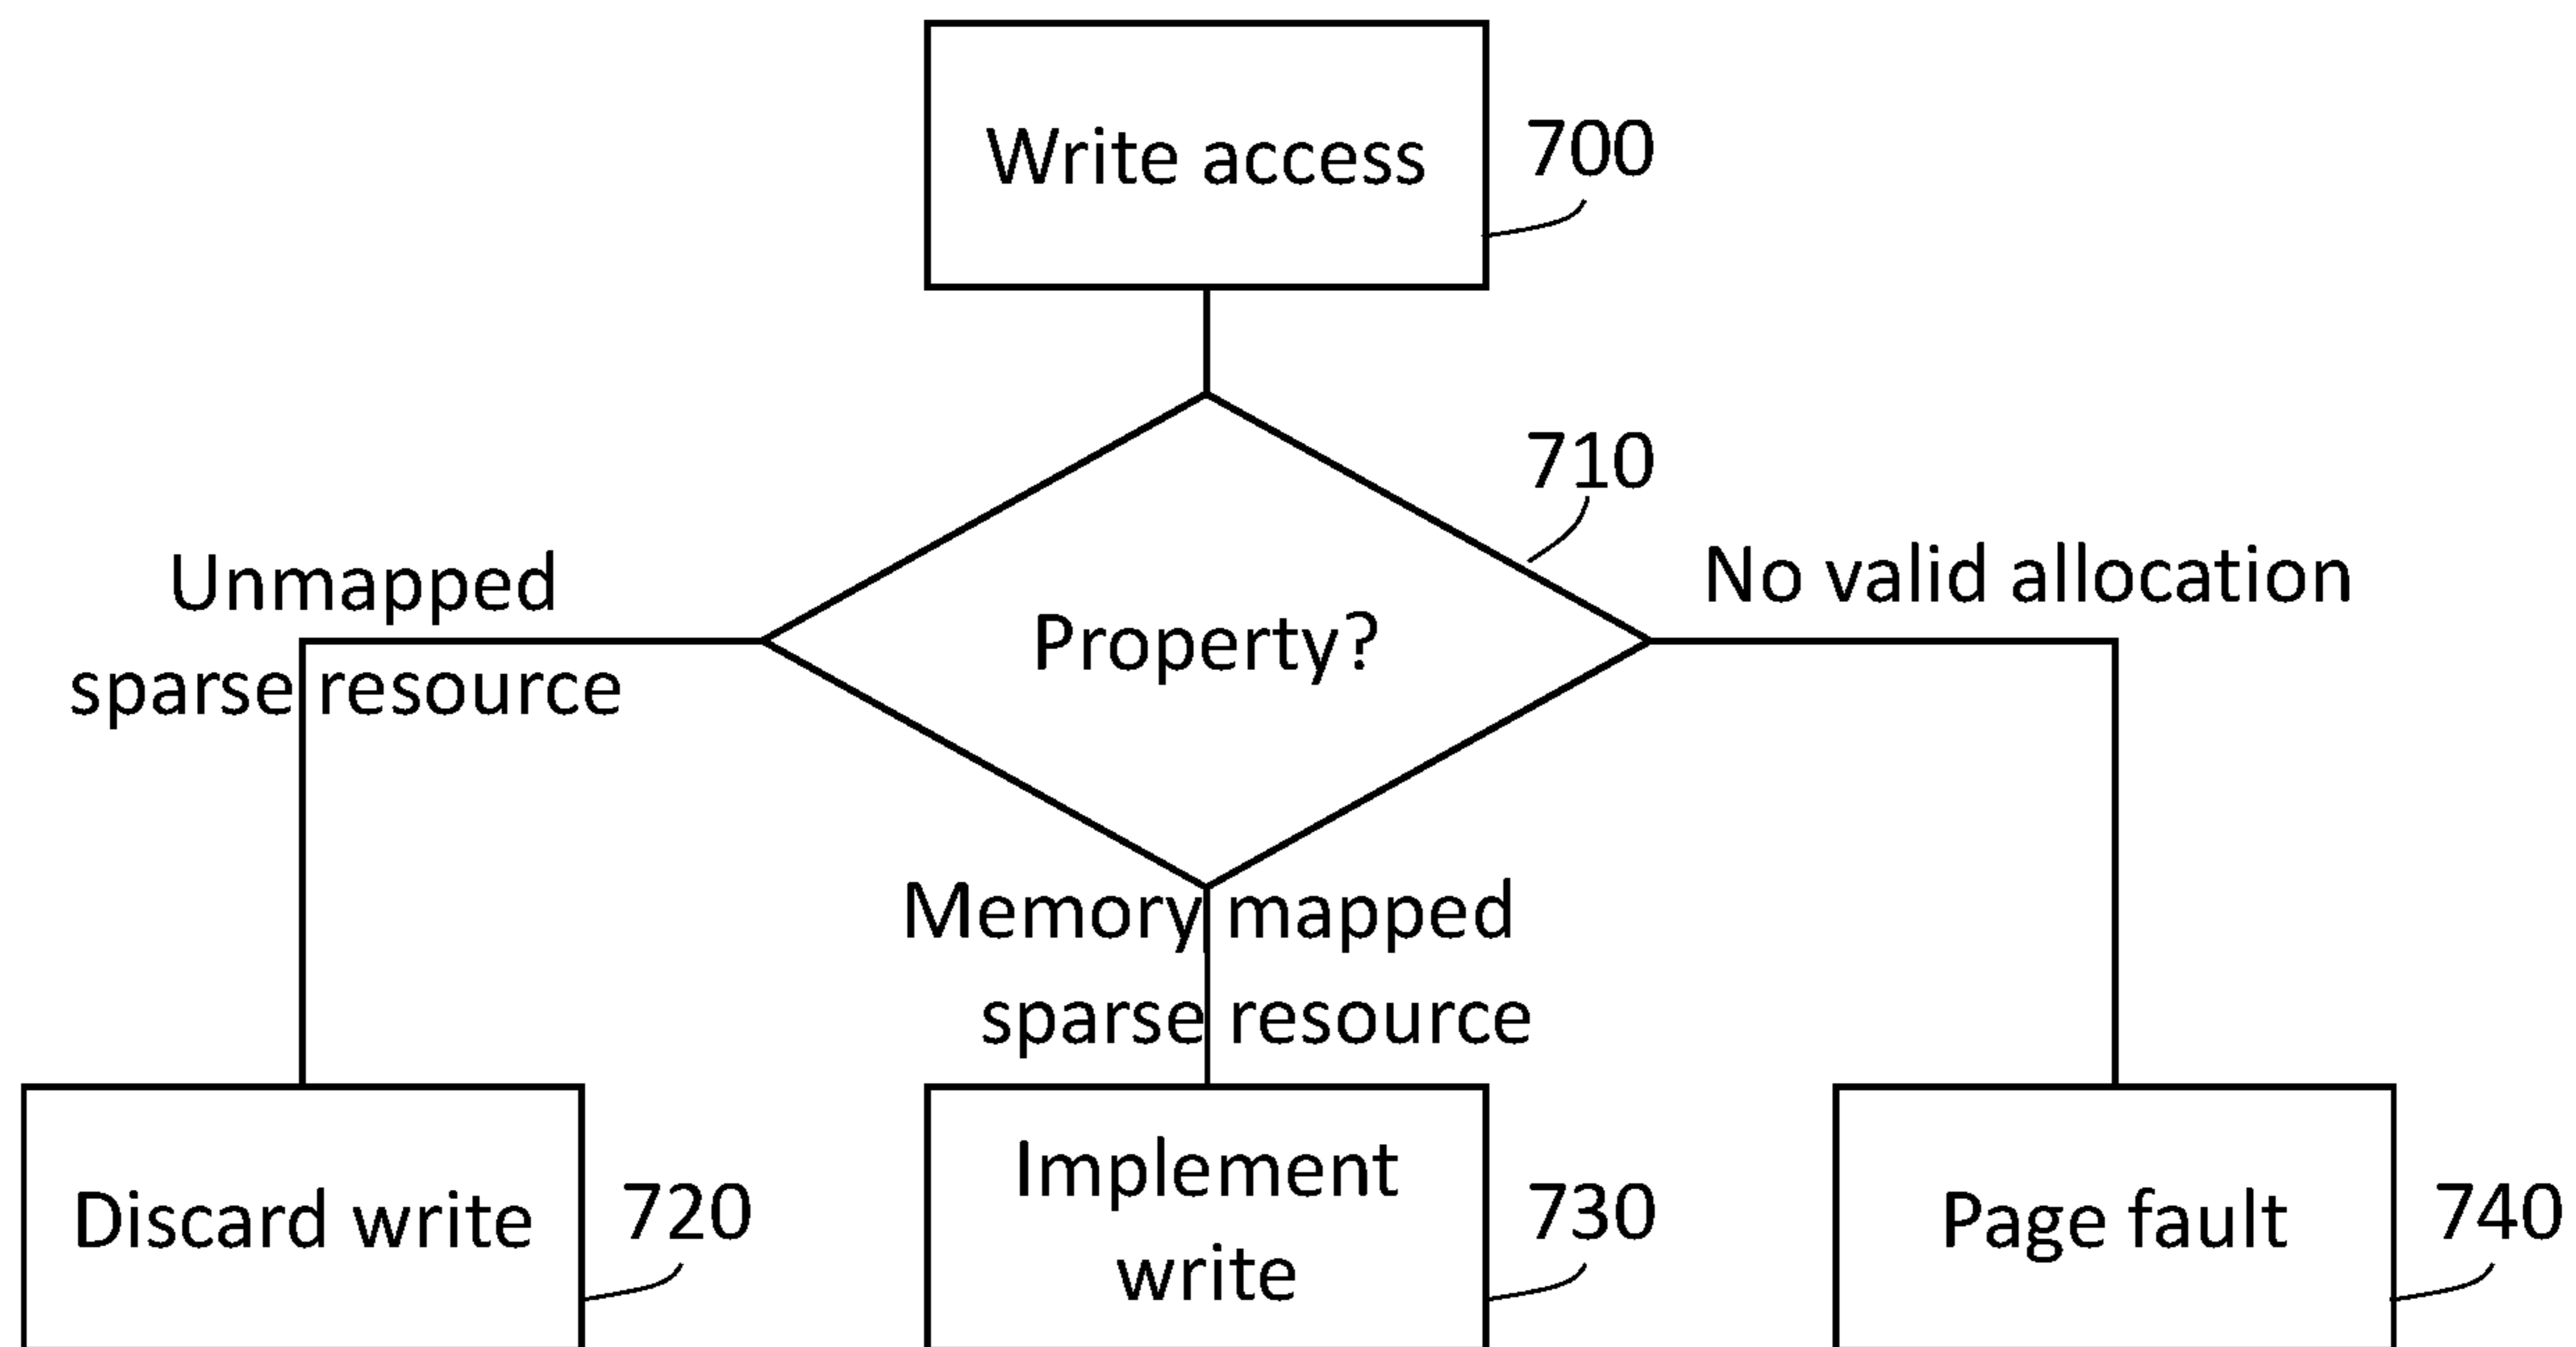 Write access
700
710
Unmapped
sparse resource
Property?
No valid allocation
Memory mapped
sparse resource
Discard write
720
Implement
write
730
Page fault
740